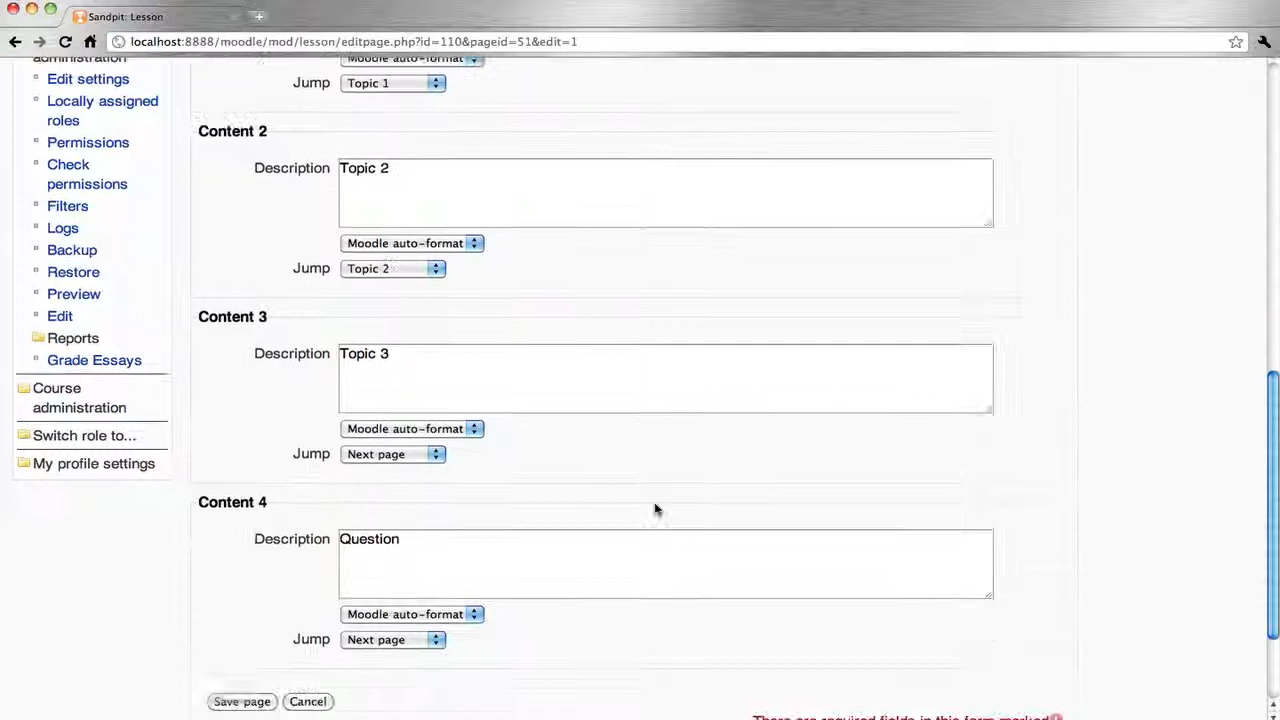 Sandpit: Lesson
localhost:8888/moodle/mod/lesson/editpage.php?id=110&pageid=51&edit=1
administration
Edit settings
Locally assigned
roles
Permissions
Check
permissions
Filters
Logs
Backup
Restore
Preview
Edit
Reports
Grade Essays
Course
administration
Switch role to...
My profile settings
Moodle auto-format
Jump Topic 1
Content 2
Description Topic 2
Moodle auto-format
Jump Topic 2
Content 3
Description Topic 3
Moodle auto-format
Jump Next page
Content 4
Description Question
Moodle auto-format
Jump Next page
Save page Cancel
There are required fields in this form marked